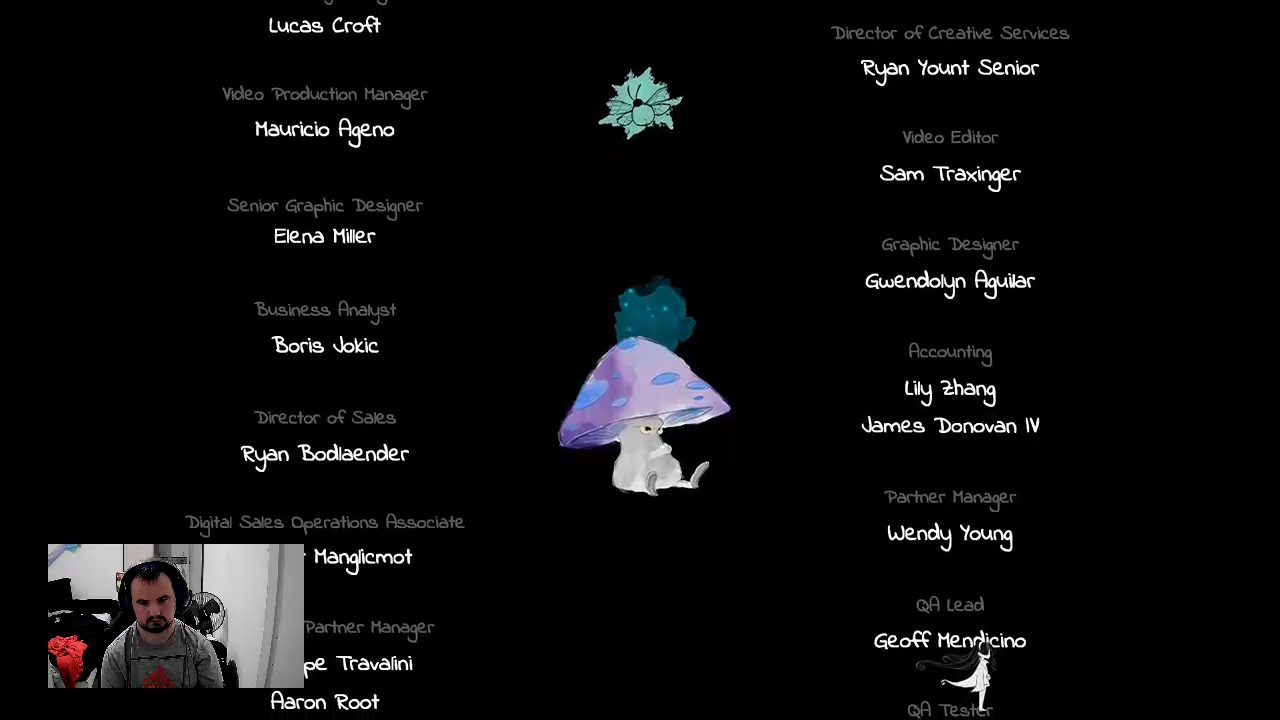 Lucas Croft
Video Production Manager
Mauricio Ageno
Senior Graphic Designer
Elena Miller
Business Analyst
Boris Jokic
Director of Sales
Ryan Bodlaender
Digital Sales Operations Associate
Manglicmot
Partner Manager
Travalini
Aaron Root
Director of Creative Services
Ryan Yount Senior
Video Editor
Sam Traxinger
Graphic Designer
Gwendolyn Aguilar
Accounting
Lily Zhang
James Donovan IV
Partner Manager
Wendy Young
QA Lead
Geoff Mendicino
QA Tester